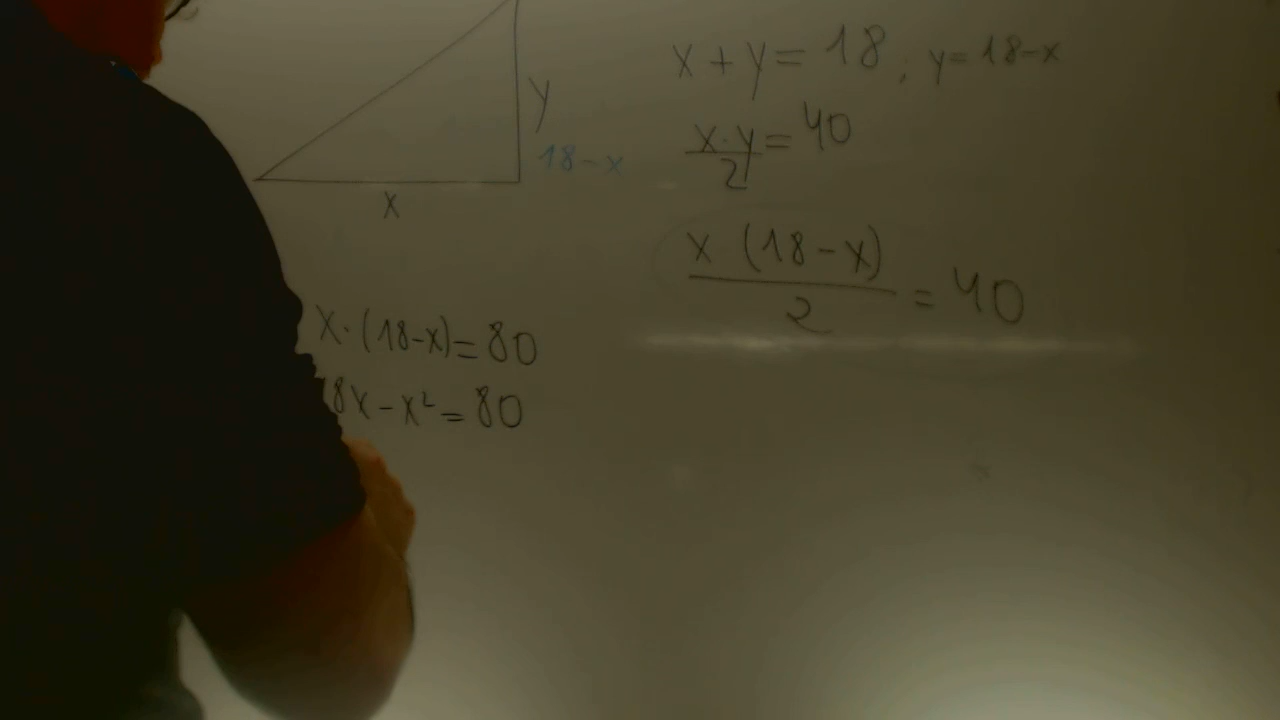 x + y = 18 ; y = 18 - x
y
x · y / 2 = 40
18 - x
x
x (18 - x) / 2 = 40
x · (18 - x) = 80
8x - x² = 80